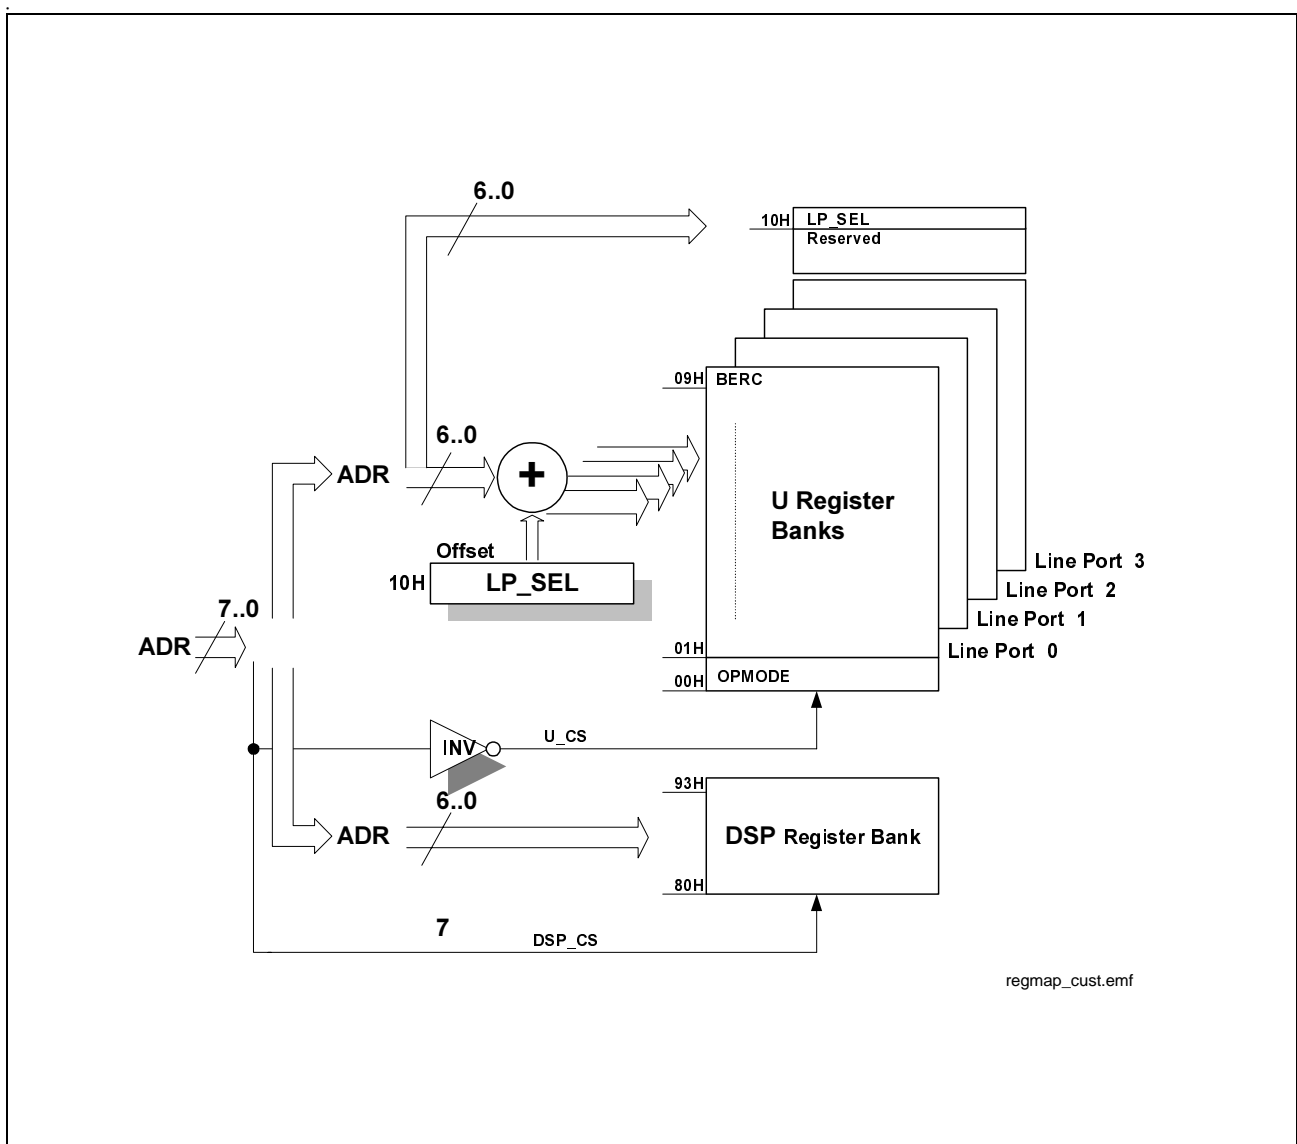 .
6..0
10H LP_SEL
Reserved
09H BERC
6..0
ADR
+
U Register
Banks
Offset
10H LP_SEL
Line Port 3
Line Port 2
Line Port 1
Line Port 0
7..0
ADR
01H
00H OPMODE
INV
U_CS
6..0
ADR
93H
DSP Register Bank
80H
7
DSP_CS
regmap_cust.emf